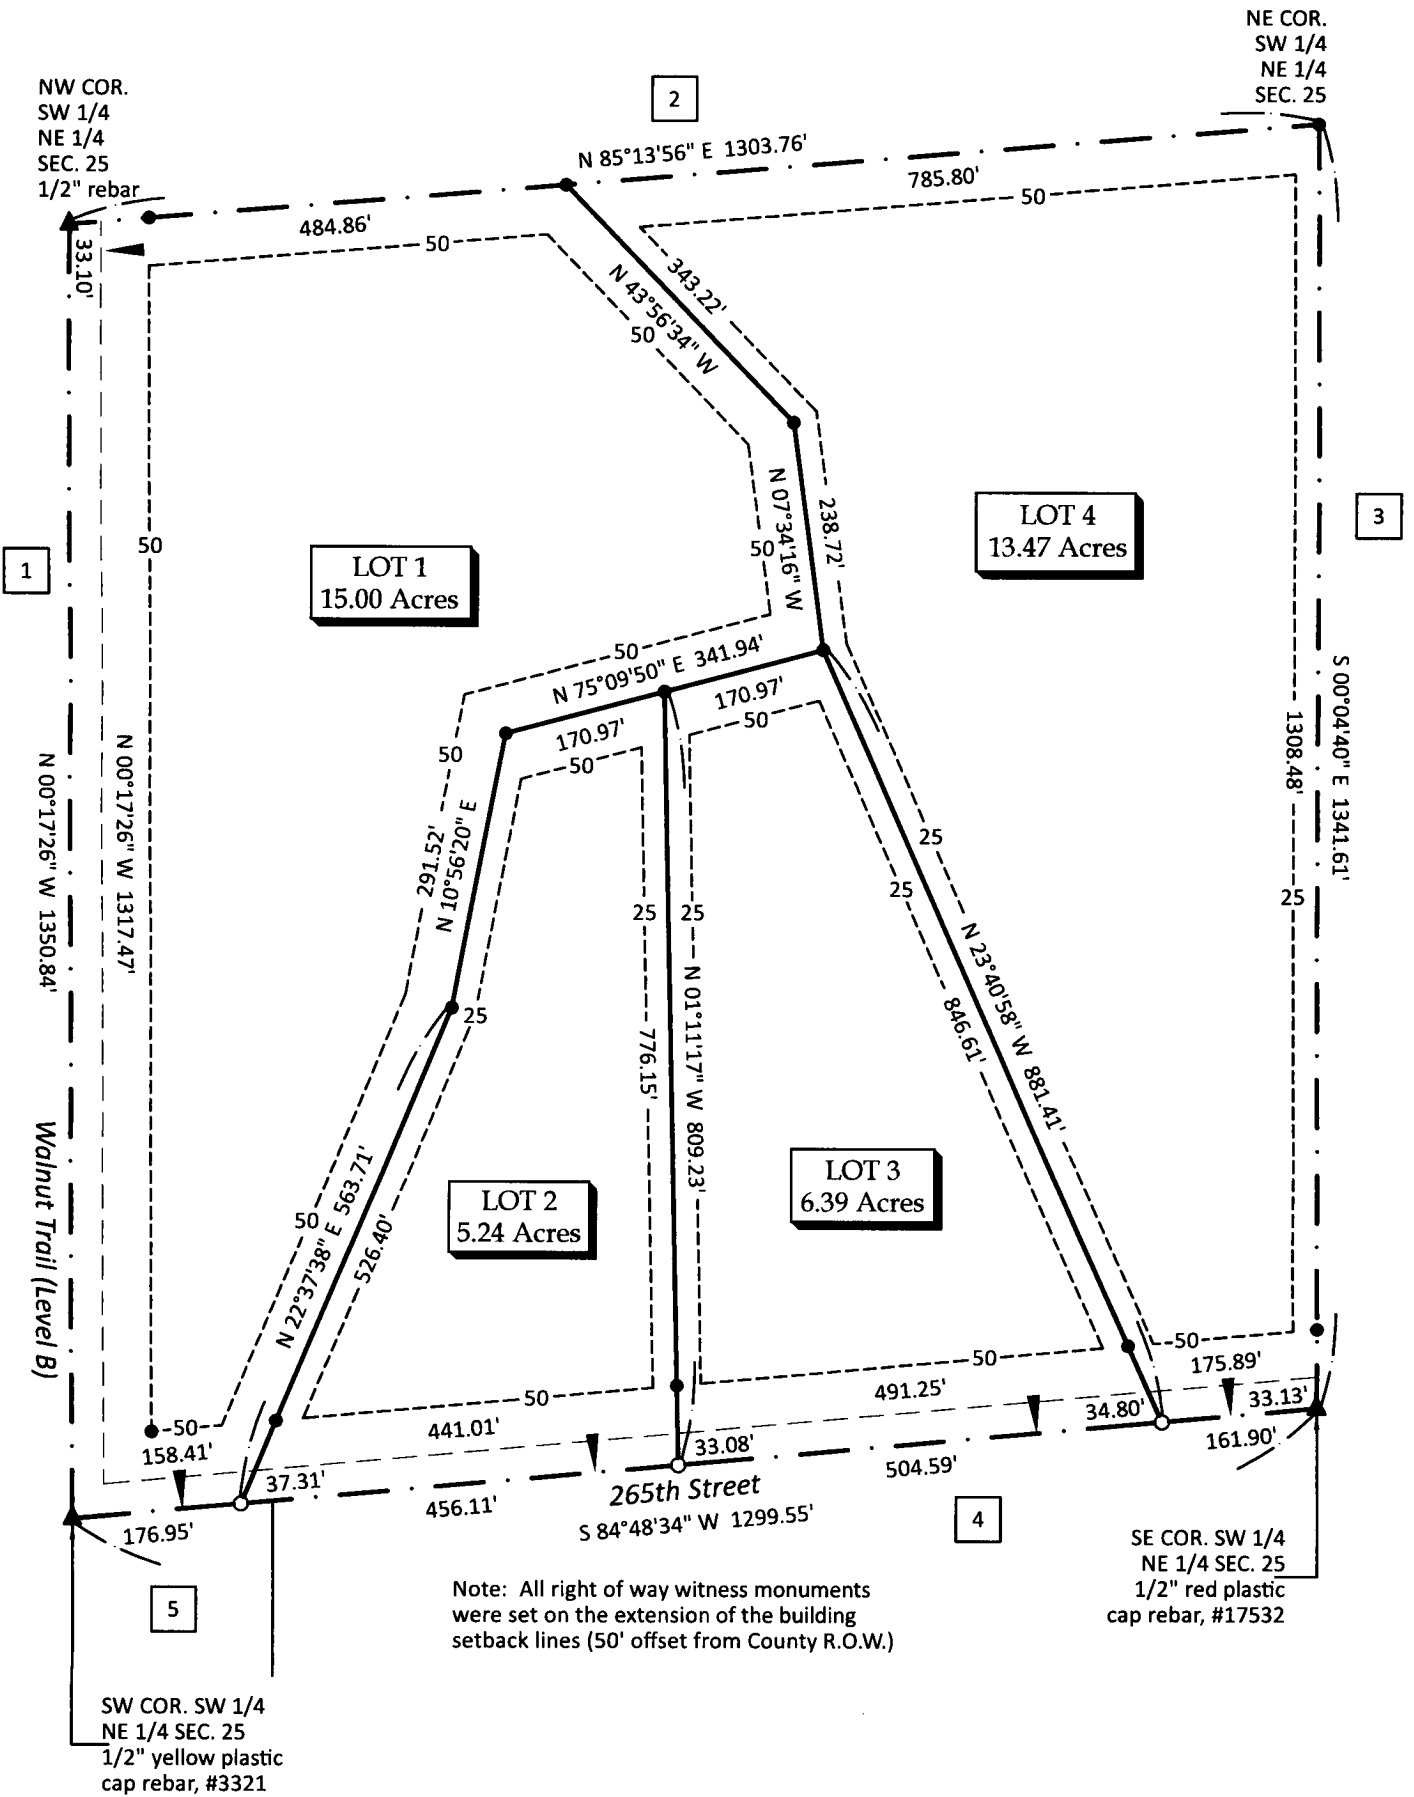 NE COR.
SW 1/4
NE 1/4
SEC. 25
NW COR.
SW 1/4
NE 1/4
SEC. 25
1/2" rebar
2
N 85°13'56" E 1303.76'
785.80'
50
484.86'
50
33.10'
343.22'
N 43°56'34" W
50
50
1
LOT 1
15.00 Acres
238.72'
N 07°34'16" W
50
LOT 4
13.47 Acres
3
50
N 75°09'50" E 341.94'
170.97'
50
170.97'
50
50
291.52'
N 10°56'20" E
25
N 00°17'26" W 1350.84'
N 00°17'26" W 1317.47'
S 00°04'40" E 1341.61'
1308.48'
25
25
25
25
25
N 01°11'17" W 809.23'
776.15'
N 23°40'58" W 881.41'
846.61'
Walnut Trail (Level B)
50
N 22°37'38" E 563.71'
526.40'
LOT 2
5.24 Acres
LOT 3
6.39 Acres
50
158.41'
50
441.01'
50
491.25'
50
175.89'
37.31'
33.08'
34.80'
33.13'
176.95'
456.11'
504.59'
161.90'
265th Street
S 84°48'34" W 1299.55'
4
5
SE COR. SW 1/4
NE 1/4 SEC. 25
1/2" red plastic
cap rebar, #17532
Note: All right of way witness monuments
were set on the extension of the building
setback lines (50' offset from County R.O.W.)
SW COR. SW 1/4
NE 1/4 SEC. 25
1/2" yellow plastic
cap rebar, #3321